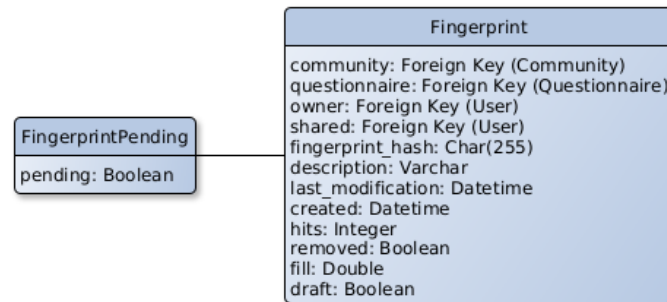 FingerprintPending
pending: Boolean
Fingerprint
community: Foreign Key (Community)
questionnaire: Foreign Key (Questionnaire)
owner: Foreign Key (User)
shared: Foreign Key (User)
fingerprint_hash: Char(255)
description: Varchar
last_modification: Datetime
created: Datetime
hits: Integer
removed: Boolean
fill: Double
draft: Boolean